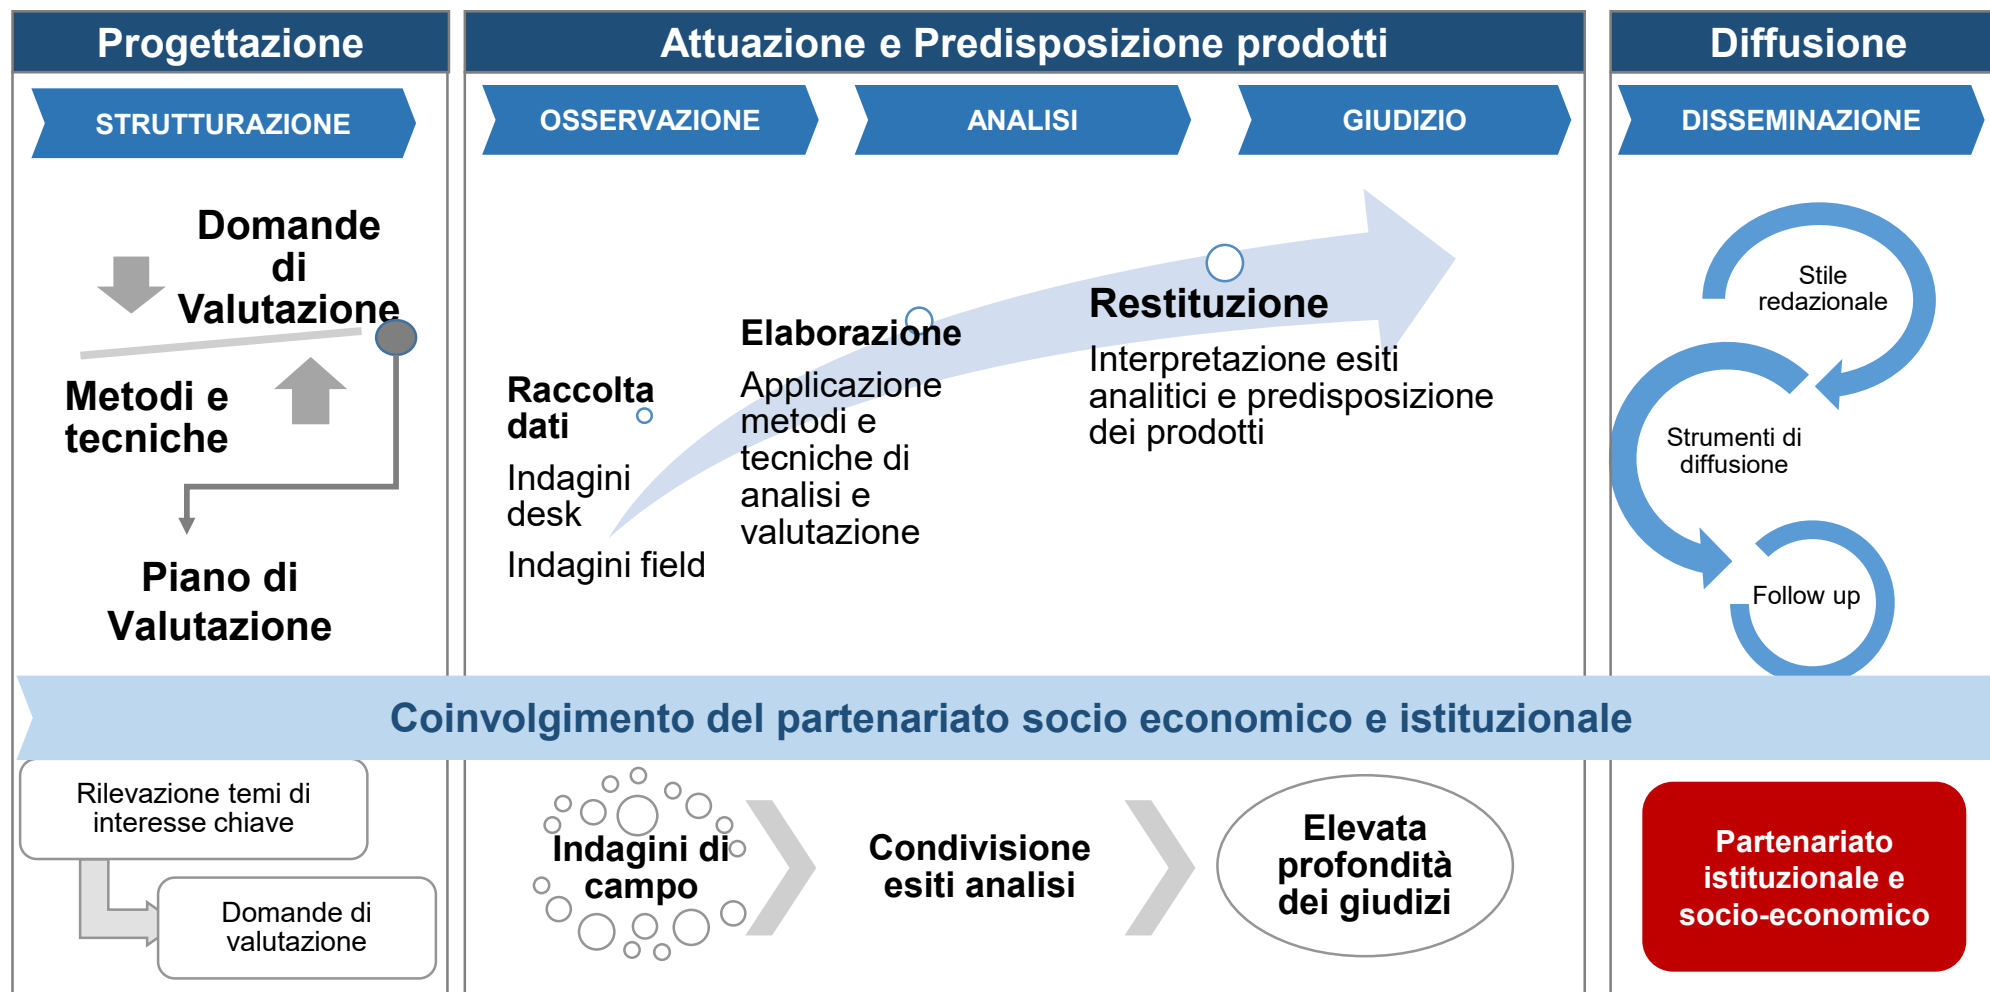 Progettazione
Attuazione e Predisposizione prodotti
Diffusione
STRUTTURAZIONE
OSSERVAZIONE
ANALISI
GIUDIZIO
DISSEMINAZIONE
Domande
di
Valutazione
Metodi e
tecniche
Piano di
Valutazione
Raccolta
dati
Indagini
desk
Indagini field
Elaborazione
Applicazione
metodi e
tecniche di
analisi e
valutazione
Restituzione
Interpretazione esiti
analitici e predisposizione
dei prodotti
Stile
redazionale
Strumenti di
diffusione
Follow up
Coinvolgimento del partenariato socio economico e istituzionale
Rilevazione temi di
interesse chiave
Domande di
valutazione
Indagini di
campo
Condivisione
esiti analisi
Elevata
profondità
dei giudizi
Partenariato
istituzionale e
socio-economico